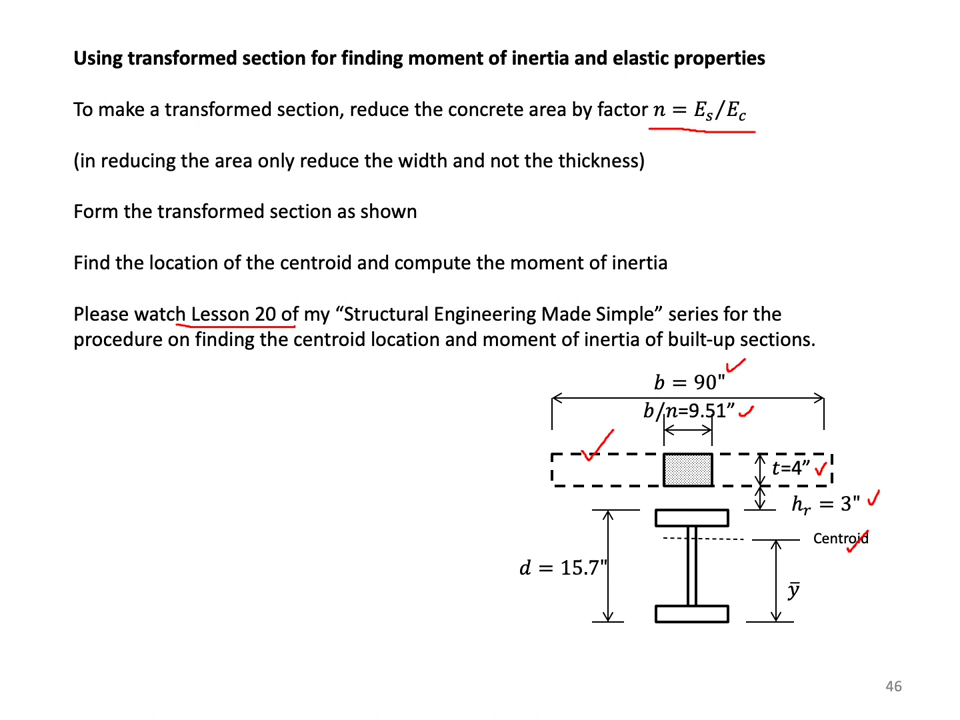 Using transformed section for finding moment of inertia and elastic properties
To make a transformed section, reduce the concrete area by factor n = Eₛ/E꜀
(in reducing the area only reduce the width and not the thickness)
Form the transformed section as shown
Find the location of the centroid and compute the moment of inertia
Please watch Lesson 20 of my “Structural Engineering Made Simple” series for the
procedure on finding the centroid location and moment of inertia of built-up sections.
b = 90"
b/n=9.51”
t=4”
hᵣ = 3"
Centroid
d = 15.7"
ȳ
46